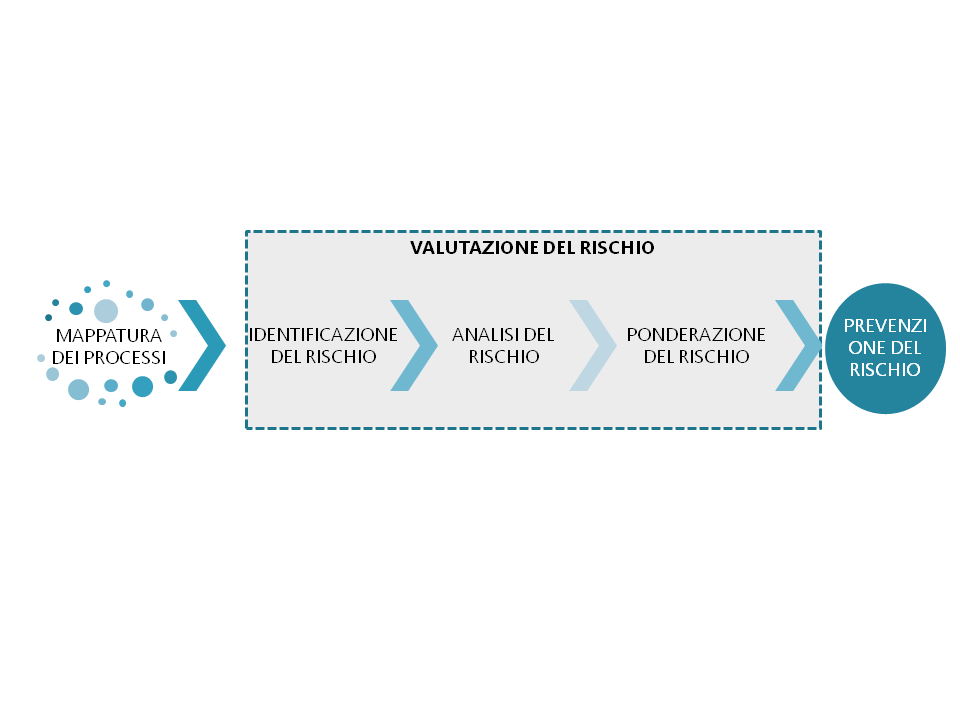 VALUTAZIONE DEL RISCHIO
MAPPATURA
DEI PROCESSI
IDENTIFICAZIONE
DEL RISCHIO
ANALISI DEL
RISCHIO
PONDERAZIONE
DEL RISCHIO
PREVENZI
ONE DEL
RISCHIO